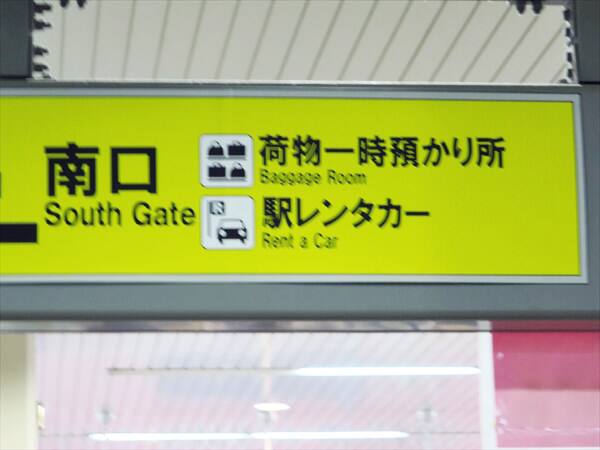 南口
South Gate
荷物一時預かり所
Baggage Room
R
駅レンタカー
Rent a Car